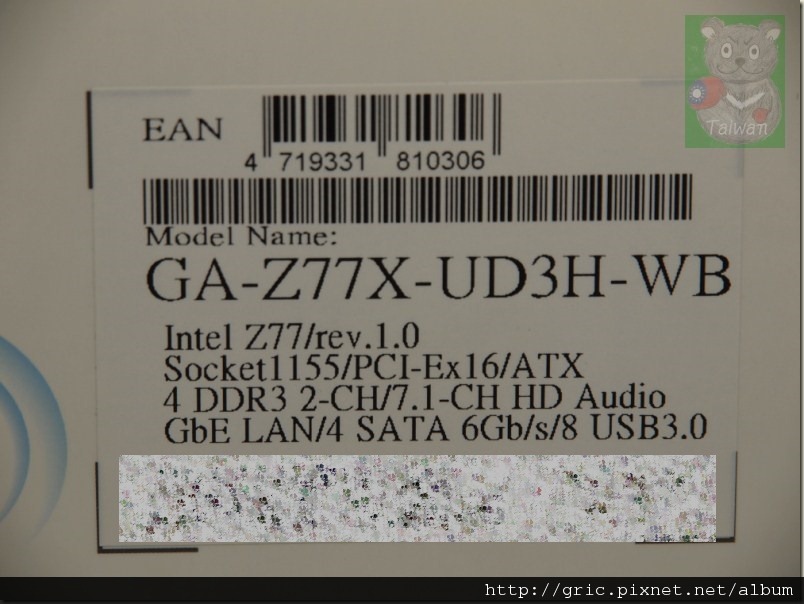 Taiwan
EAN
4 719331 810306
Model Name:
GA-Z77X-UD3H-WB
Intel Z77/rev.1.0
Socket1155/PCI-Ex16/ATX
4 DDR3 2-CH/7.1-CH HD Audio
GbE LAN/4 SATA 6Gb/s/8 USB3.0
http://gric.pixnet.net/album